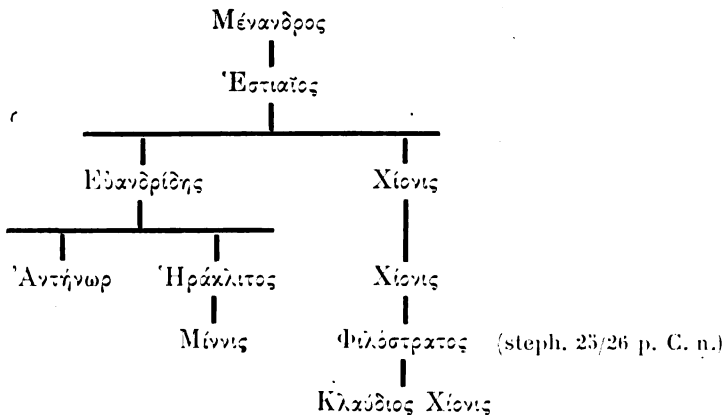 Μένανδρος
Ἑστιαῖος
Εὐανδρίδης Χίονις
Ἀντήνωρ Ἡράκλιτος Χίονις
Μίννις Φιλόστρατος (steph. 25/26 p. C. n.)
Κλαύδιος Χίονις